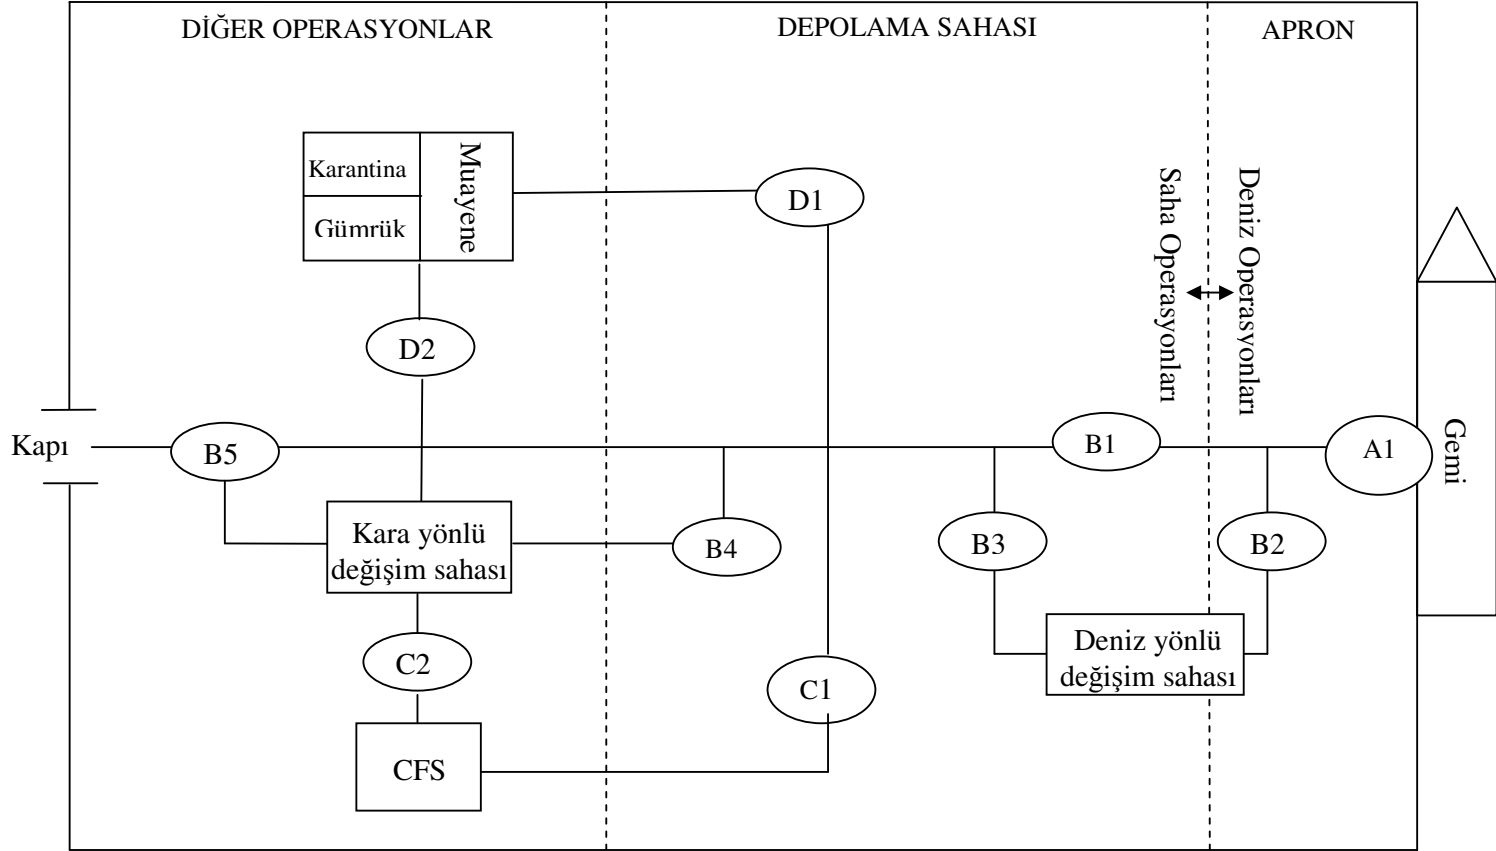 DİĞER OPERASYONLAR
DEPOLAMA SAHASI
APRON
Karantina
Gümrük
Muayene
D1
Saha Operasyonları
Deniz Operasyonları
D2
Kapı
B5
B1
A1
Gemi
Kara yönlü
değişim sahası
B4
B3
B2
C2
C1
Deniz yönlü
değişim sahası
CFS